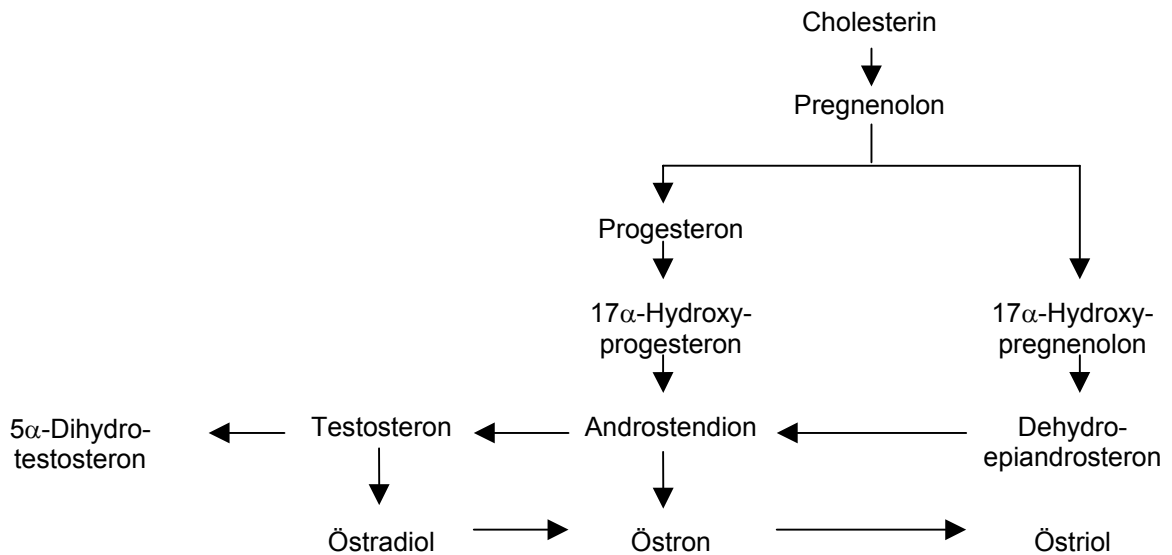 Cholesterin
Pregnenolon
Progesteron
17α-Hydroxy-
progesteron
17α-Hydroxy-
pregnenolon
5α-Dihydro-
testosteron
Testosteron
Androstendion
Dehydro-
epiandrosteron
Östradiol
Östron
Östriol